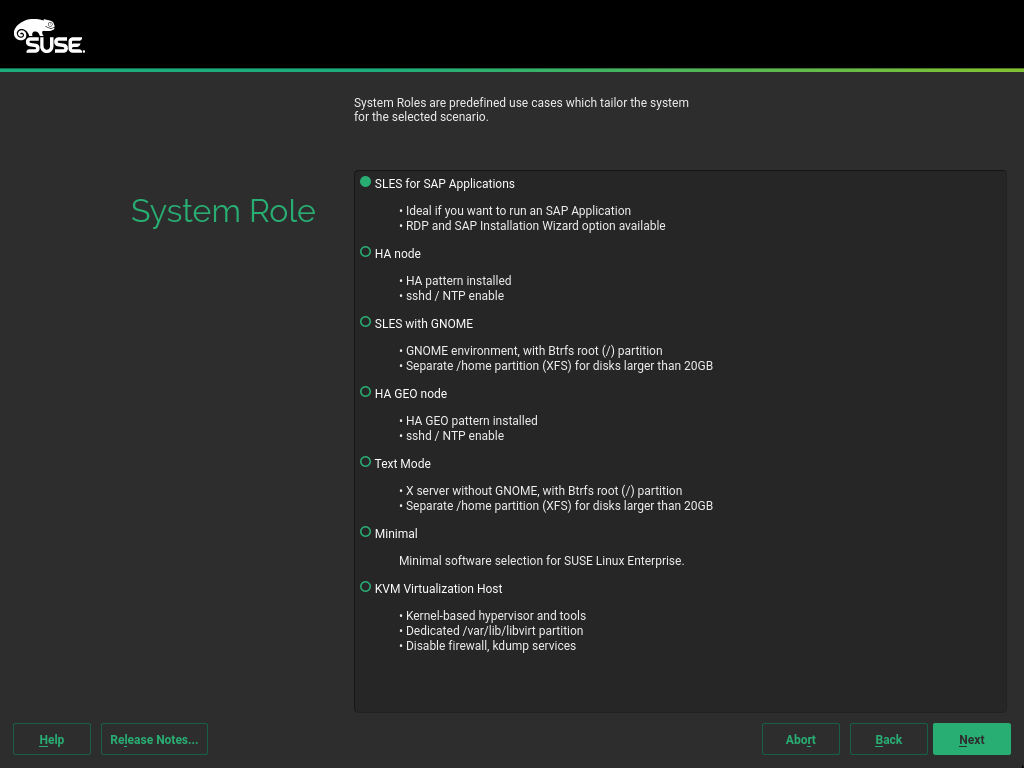 SUSE.
System Roles are predefined use cases which tailor the system
for the selected scenario.
System Role
SLES for SAP Applications
• Ideal if you want to run an SAP Application
• RDP and SAP Installation Wizard option available
HA node
• HA pattern installed
• sshd / NTP enable
SLES with GNOME
• GNOME environment, with Btrfs root (/) partition
• Separate /home partition (XFS) for disks larger than 20GB
HA GEO node
• HA GEO pattern installed
• sshd / NTP enable
Text Mode
• X server without GNOME, with Btrfs root (/) partition
• Separate /home partition (XFS) for disks larger than 20GB
Minimal
Minimal software selection for SUSE Linux Enterprise.
KVM Virtualization Host
• Kernel-based hypervisor and tools
• Dedicated /var/lib/libvirt partition
• Disable firewall, kdump services
Help Release Notes... Abort Back Next